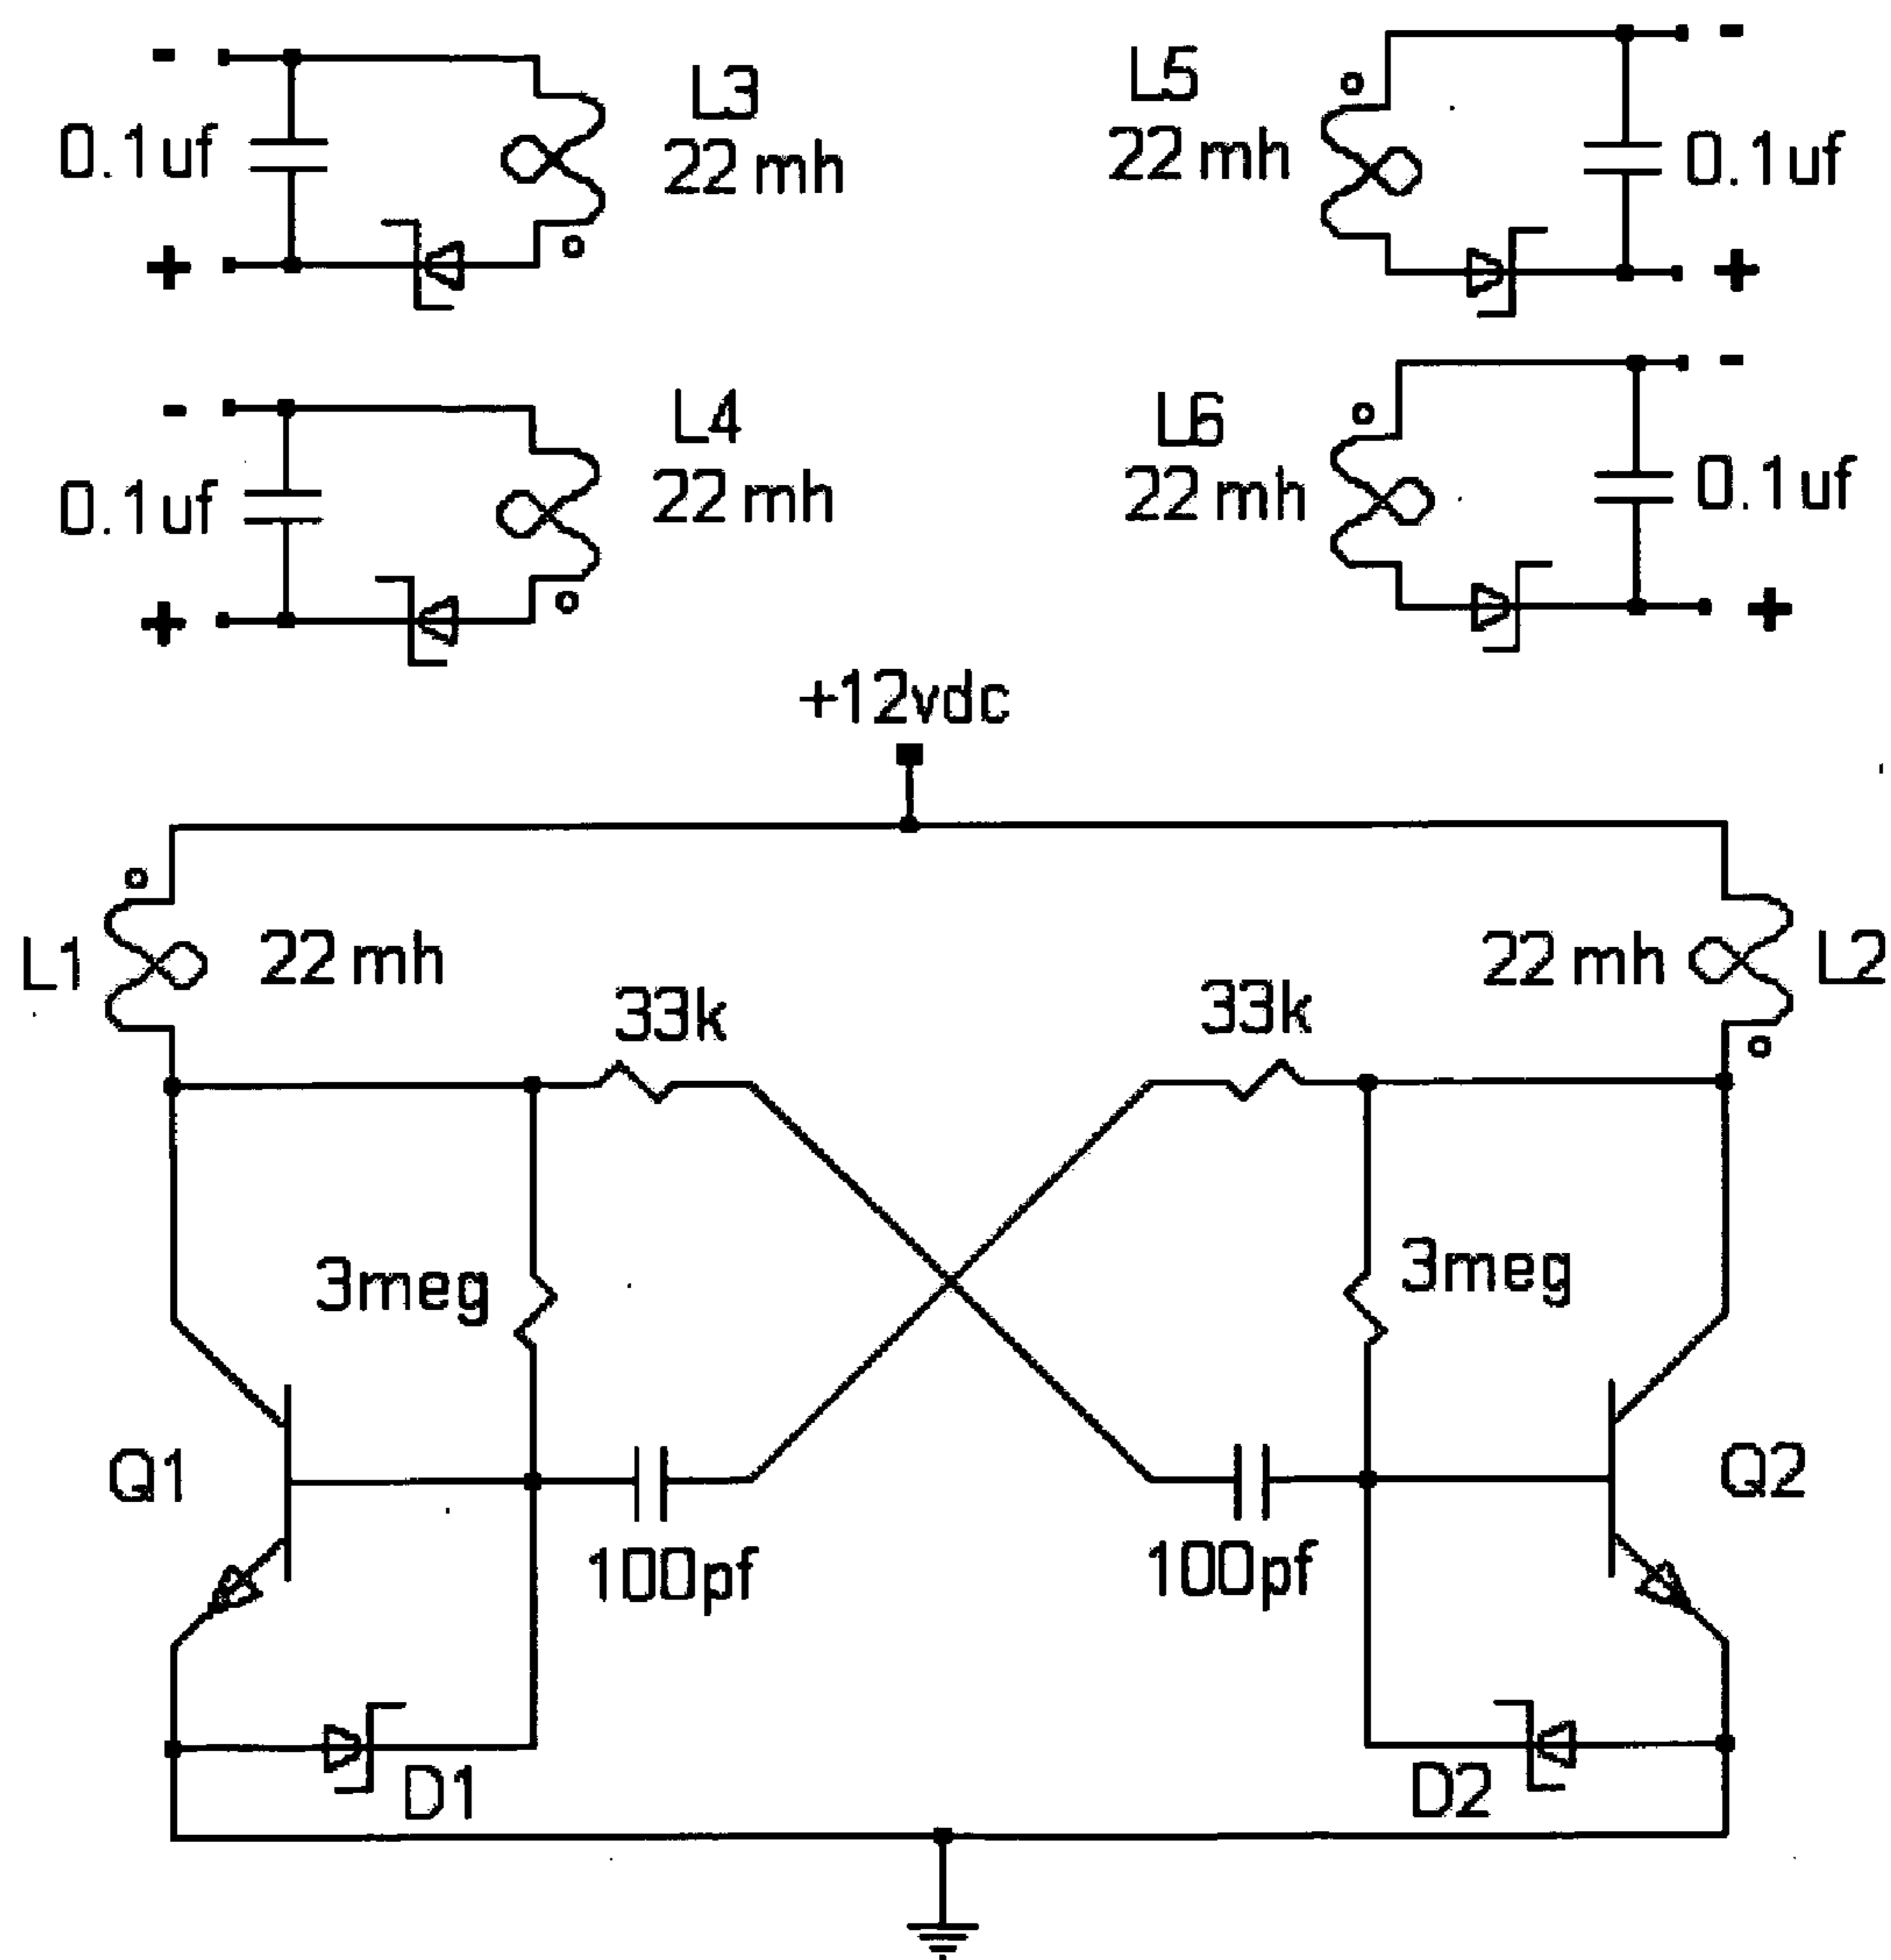 -
L3
22 mh
0.1uf
+
L5
22 mh
-
0.1uf
+
-
L4
22 mh
0.1uf
+
L6
22 mh
-
0.1uf
+
+12vdc
L1
22 mh
33k
33k
22 mh
L2
3meg
3meg
Q1
100pf
100pf
Q2
D1
D2